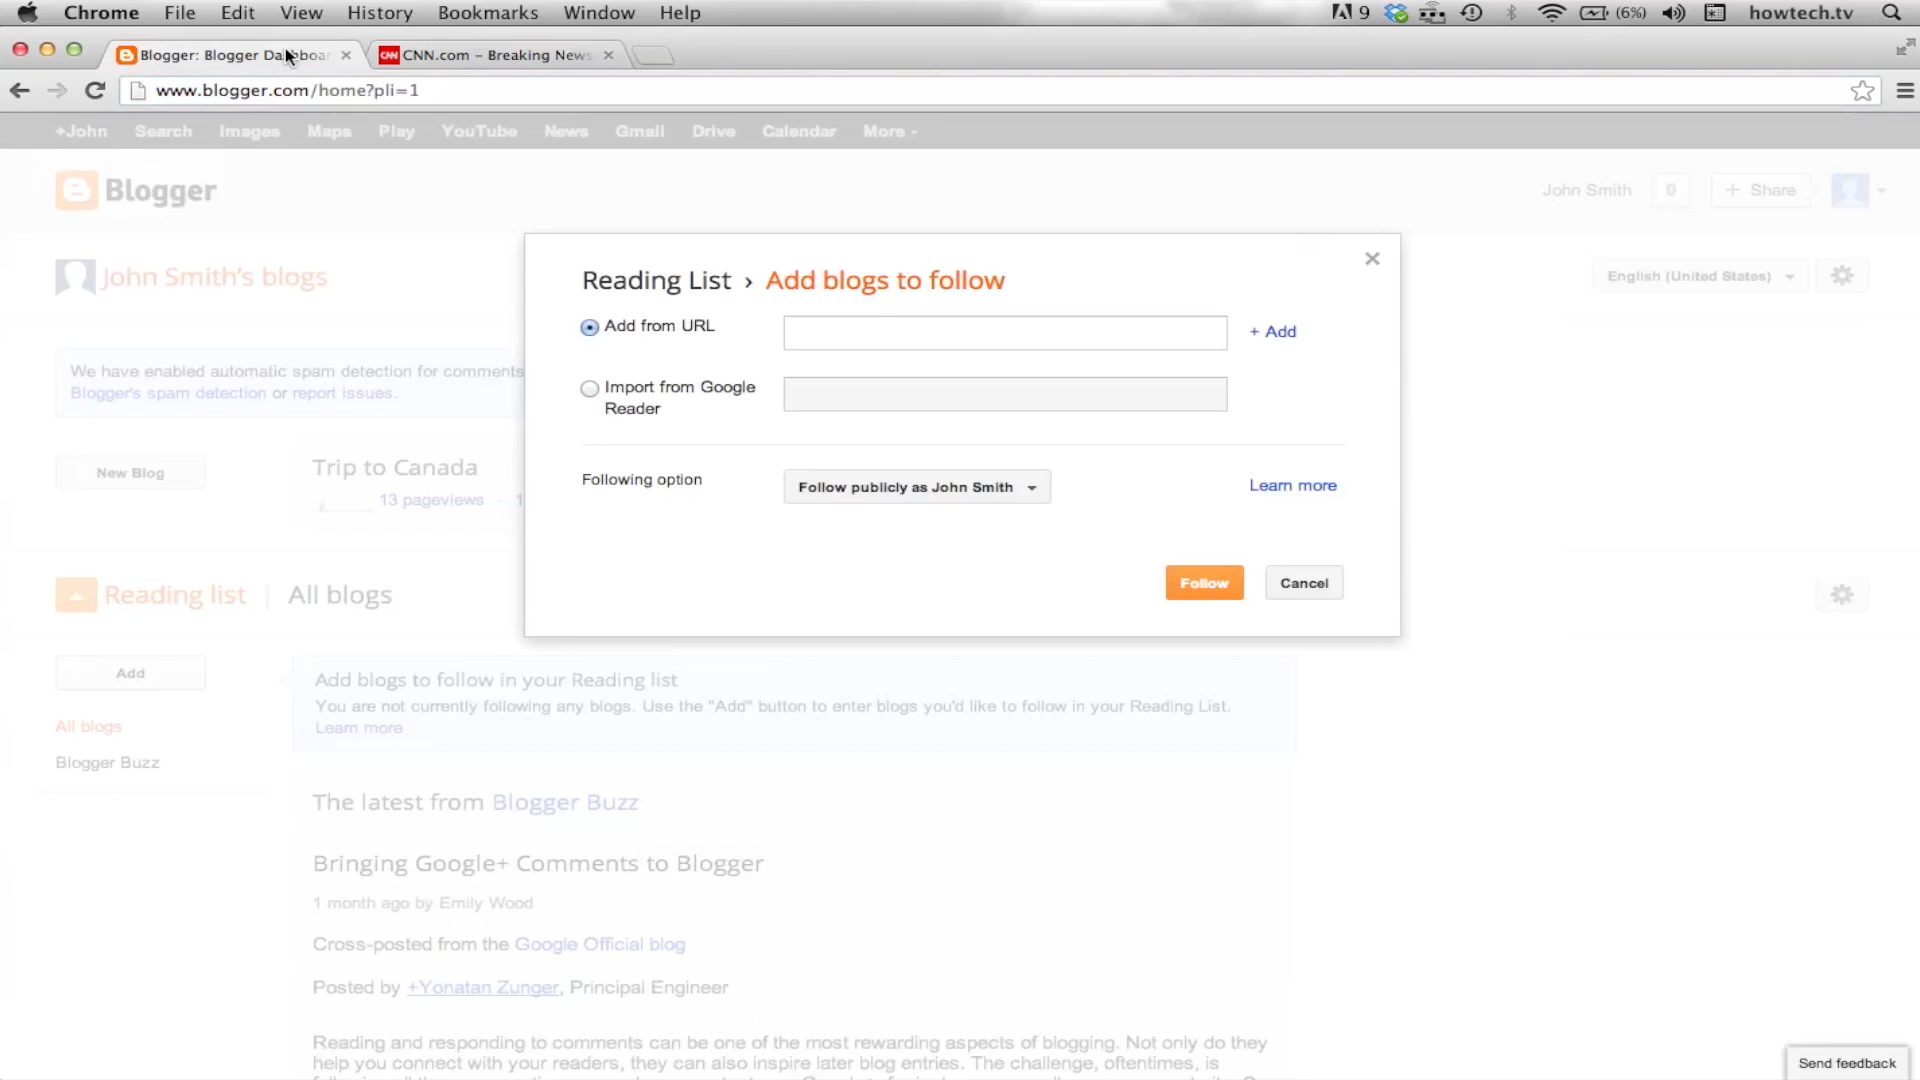 Chrome File Edit View History Bookmarks Window Help 9 (6%) howtech.tv
Blogger: Blogger Da boar CNN.com – Breaking News
www.blogger.com/home?pli=1
+John Search Images Maps Play YouTube News Gmail Drive Calendar More
Blogger
John Smith 0 + Share
John Smith's blogs
English (United States)
Reading List › Add blogs to follow
Add from URL
+ Add
Import from Google
Reader
Following option
Follow publicly as John Smith
Learn more
Follow Cancel
We have enabled automatic spam detection for comments
Blogger's spam detection or report issues.
New Blog
Trip to Canada
13 pageviews - 1
Reading list | All blogs
Add
All blogs
Blogger Buzz
Add blogs to follow in your Reading list
You are not currently following any blogs. Use the "Add" button to enter blogs you'd like to follow in your Reading List.
Learn more
The latest from Blogger Buzz
Bringing Google+ Comments to Blogger
1 month ago by Emily Wood
Cross-posted from the Google Official blog
Posted by +Yonatan Zunger, Principal Engineer
Reading and responding to comments can be one of the most rewarding aspects of blogging. Not only do they
help you connect with your readers, they can also inspire later blog entries. The challenge, oftentimes, is
Send feedback